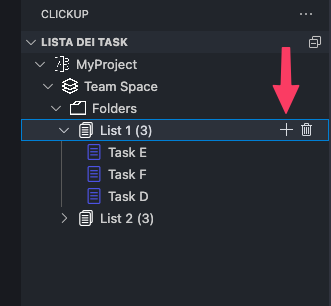 CLICKUP
LISTA DEI TASK
MyProject
Team Space
Folders
List 1 (3)
Task E
Task F
Task D
List 2 (3)